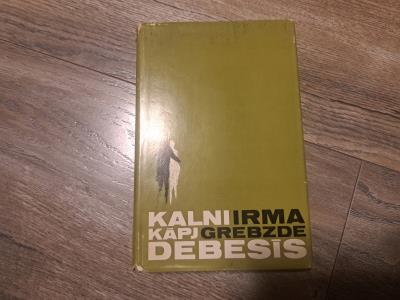 KALNI IRMA
KĀPJ GREBZDE
DEBESĪS